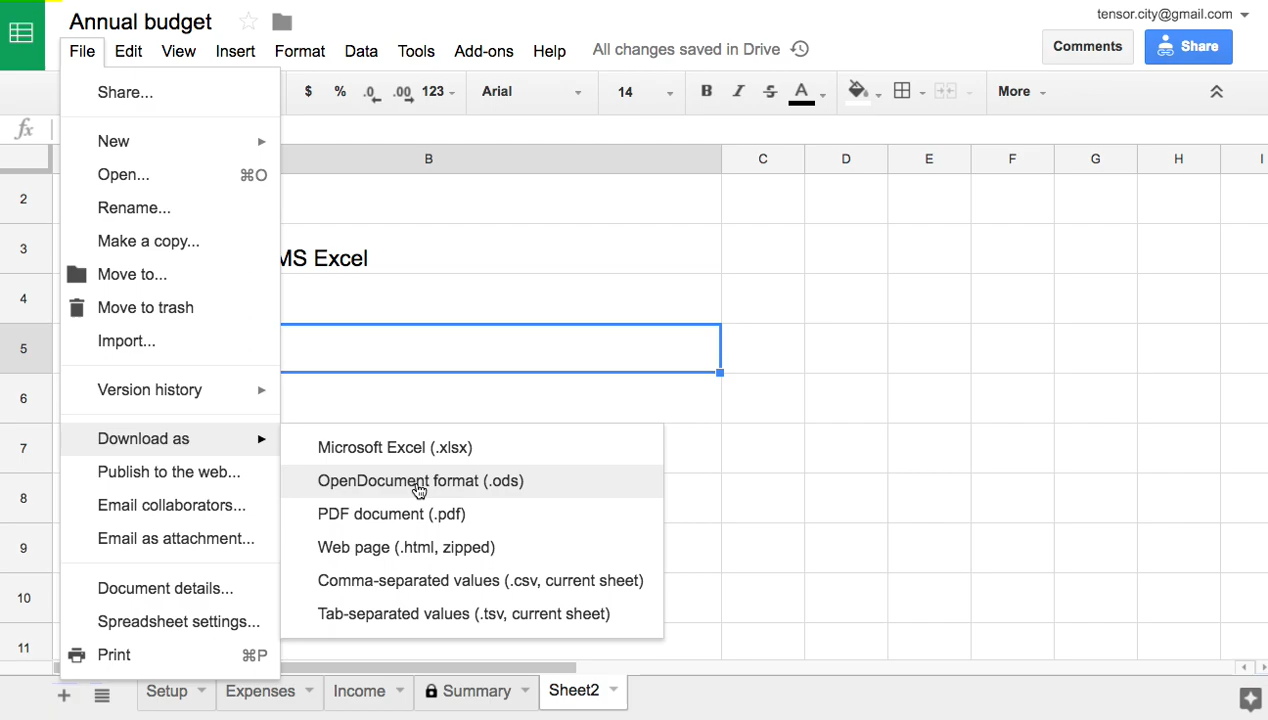 Annual budget
tensor.city@gmail.com
File Edit View Insert Format Data Tools Add-ons Help All changes saved in Drive
Comments
Share
$ % .0 .00 123 Arial 14 B I S A More
fx
B C D E F G H I
2
3
4
5
6
7
8
9
10
11
MS Excel
Share...
New
Open... ⌘O
Rename...
Make a copy...
Move to...
Move to trash
Import...
Version history
Download as
Publish to the web...
Email collaborators...
Email as attachment...
Document details...
Spreadsheet settings...
Print ⌘P
Microsoft Excel (.xlsx)
OpenDocument format (.ods)
PDF document (.pdf)
Web page (.html, zipped)
Comma-separated values (.csv, current sheet)
Tab-separated values (.tsv, current sheet)
Setup Expenses Income Summary Sheet2